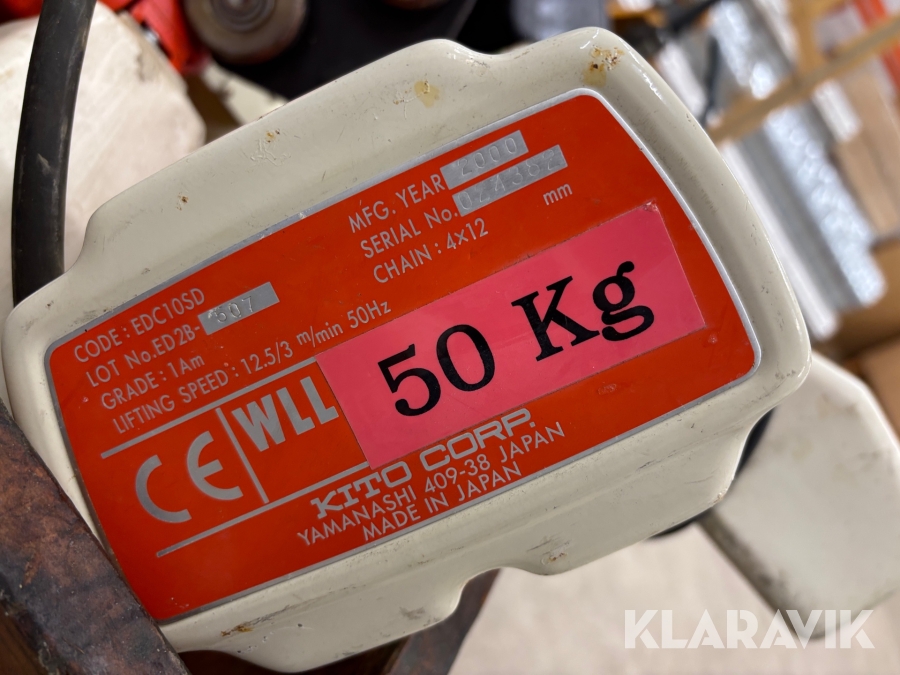 MFG. YEAR 2000
SERIAL No.
CHAIN : 4X12 mm
CODE : EDC10SD
LOT No.ED2B-507
GRADE : 1Am
LIFTING SPEED : 12.5/3 m/min 50Hz
CE WLL 50 Kg
KITO CORP.
YAMANASHI 409-38 JAPAN
MADE IN JAPAN
KLARAVIK